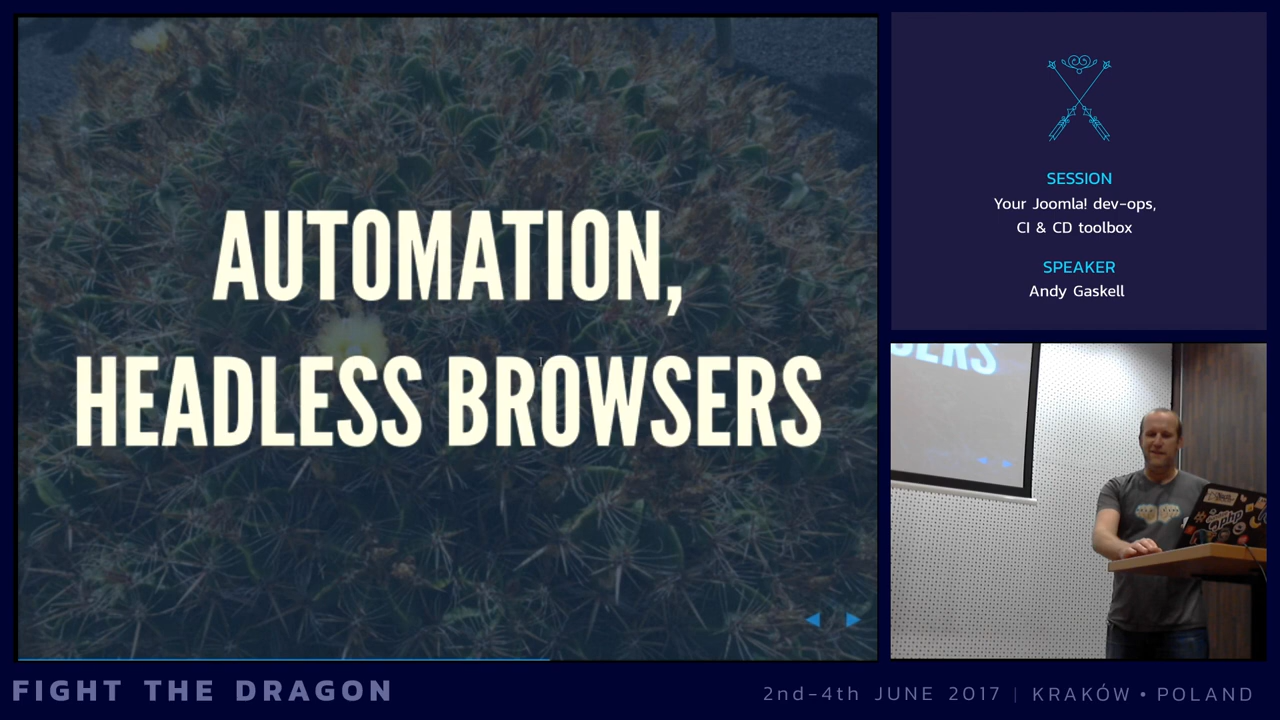 AUTOMATION,
HEADLESS BROWSERS
SESSION
Your Joomla! dev-ops,
CI & CD toolbox
SPEAKER
Andy Gaskell
FIGHT THE DRAGON
2nd-4th JUNE 2017 | KRAKÓW • POLAND